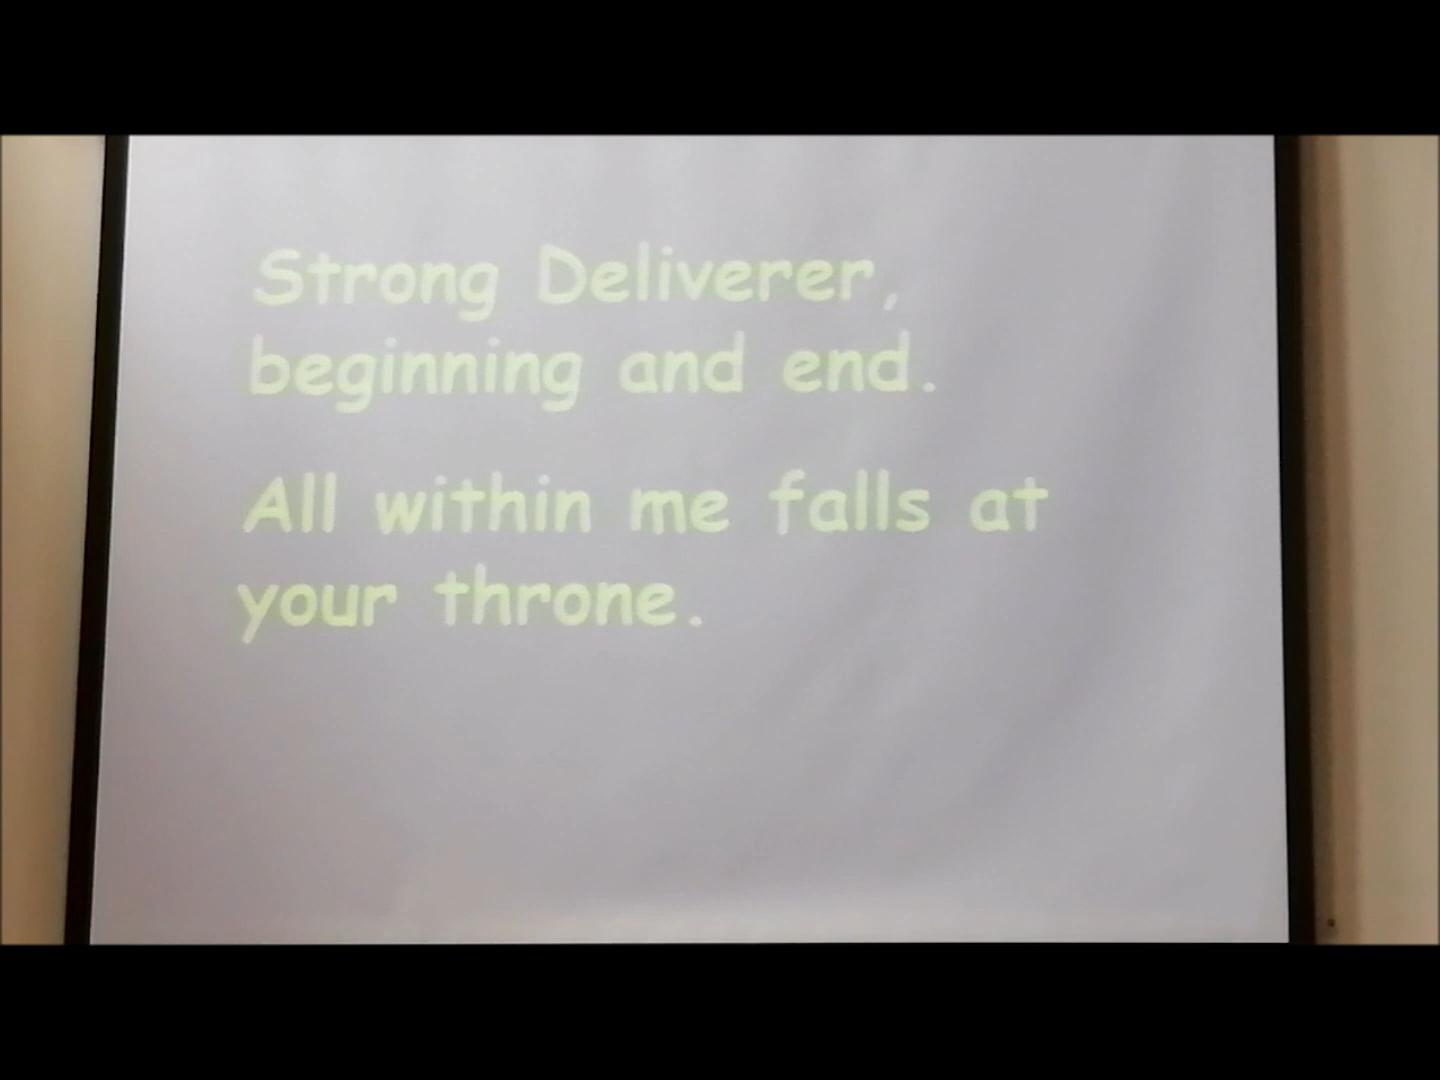 Strong Deliverer,
beginning and end.
All within me falls at
your throne.